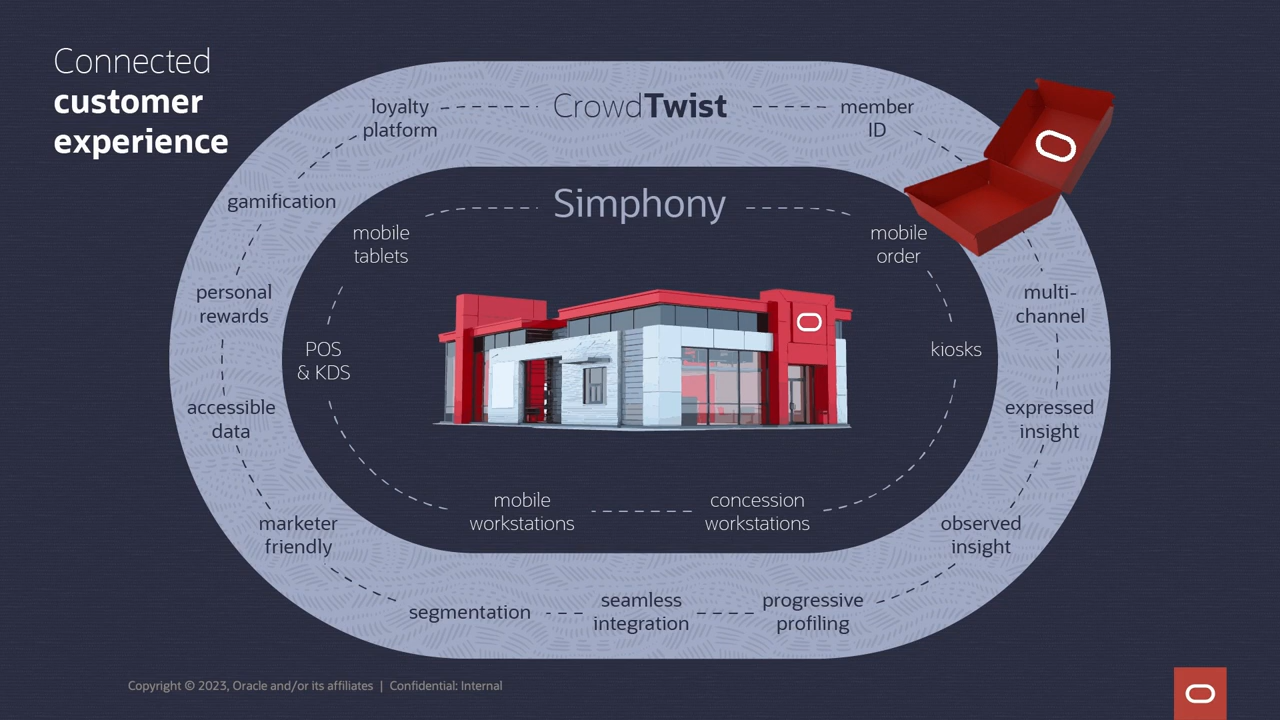 Connected
customer
experience
loyalty
platform
CrowdTwist
member
ID
gamification
personal
rewards
accessible
data
marketer
friendly
segmentation
seamless
integration
progressive
profiling
observed
insight
expressed
insight
multi-
channel
Simphony
mobile
tablets
mobile
order
POS
& KDS
kiosks
mobile
workstations
concession
workstations
Copyright © 2023, Oracle and/or its affiliates | Confidential: Internal